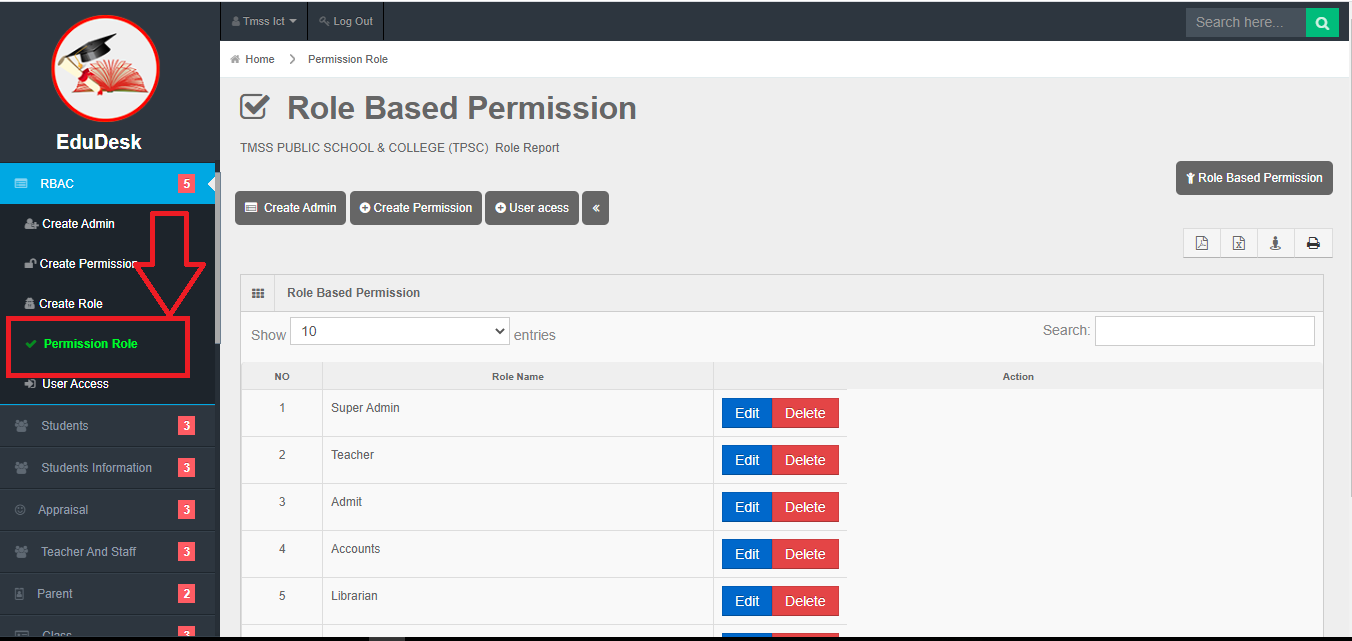 Tmss Ict
Log Out
Search here...
EduDesk
Home
Permission Role
Role Based Permission
TMSS PUBLIC SCHOOL & COLLEGE (TPSC) Role Report
RBAC 5
Create Admin
Create Permission
Create Role
Permission Role
User Access
Students 3
Students Information 3
Appraisal 3
Teacher And Staff 3
Parent 2
Class 3
Role Based Permission
Create Admin
Create Permission
User acess
«
Role Based Permission
Show 10 entries
Search:
NO Role Name Action
1 Super Admin Edit Delete
2 Teacher Edit Delete
3 Admit Edit Delete
4 Accounts Edit Delete
5 Librarian Edit Delete